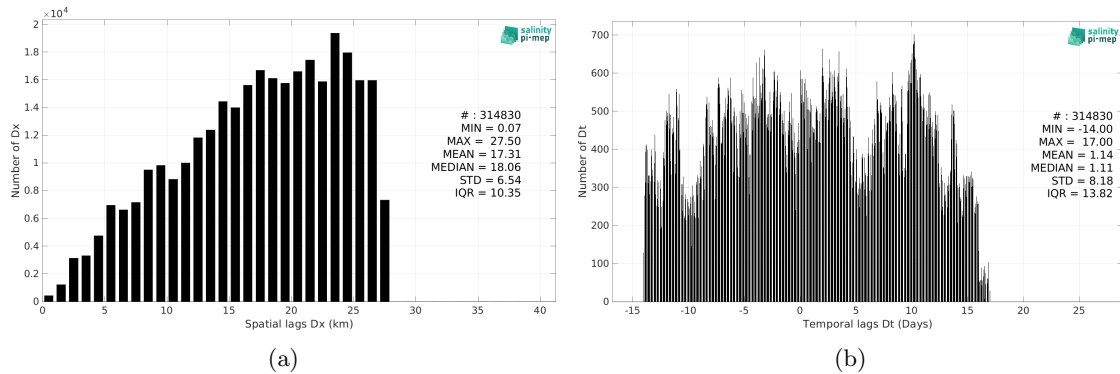 ×10⁴
2
1.8
1.6
1.4
1.2
1
0.8
0.6
0.4
0.2
0
Number of Dx
0 5 10 15 20 25 30 35 40
Spatial lags Dx (km)
salinity
pi-mep
# : 314830
MIN = 0.07
MAX = 27.50
MEAN = 17.31
MEDIAN = 18.06
STD = 6.54
IQR = 10.35
(a)
700
600
500
400
300
200
100
0
Number of Dt
-15 -10 -5 0 5 10 15 20 25
Temporal lags Dt (Days)
salinity
pi-mep
# : 314830
MIN = -14.00
MAX = 17.00
MEAN = 1.14
MEDIAN = 1.11
STD = 8.18
IQR = 13.82
(b)